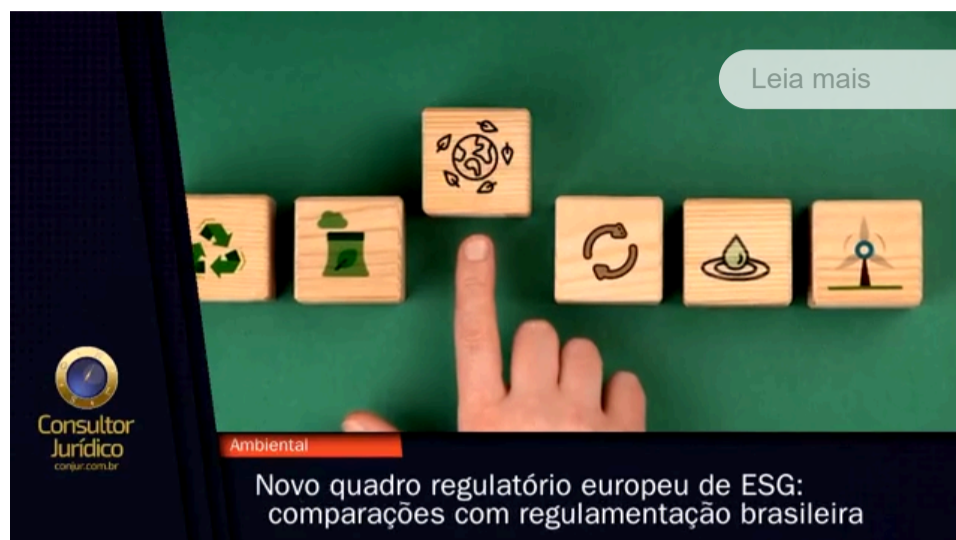 Leia mais
Consultor
Jurídico
conjur.com.br
Ambiental
Novo quadro regulatório europeu de ESG:
comparações com regulamentação brasileira